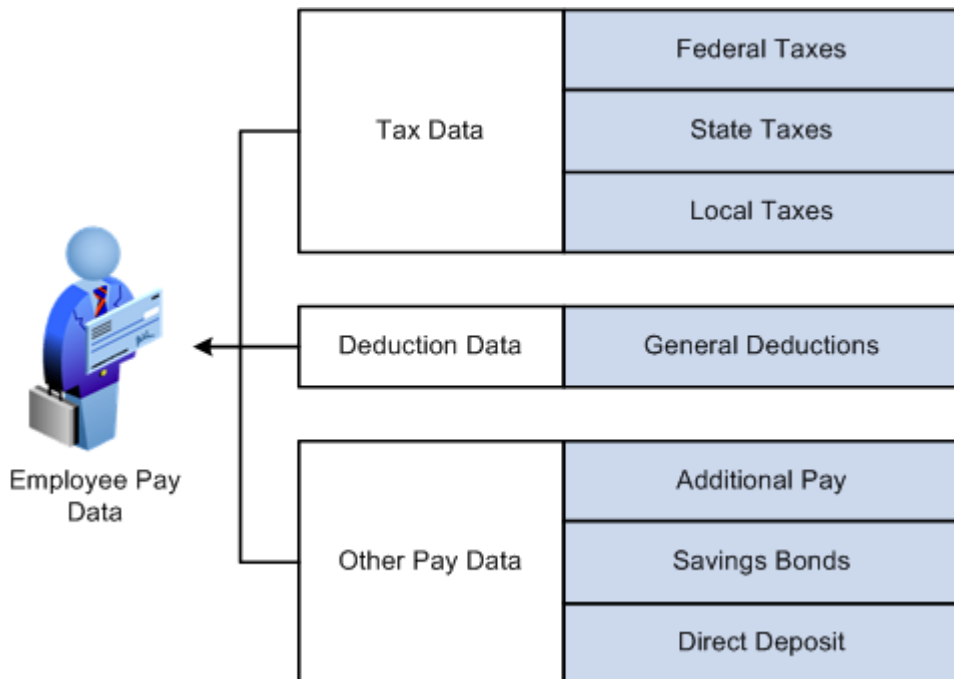 Federal Taxes
Tax Data
State Taxes
Local Taxes
Deduction Data
General Deductions
Employee Pay
Data
Additional Pay
Other Pay Data
Savings Bonds
Direct Deposit